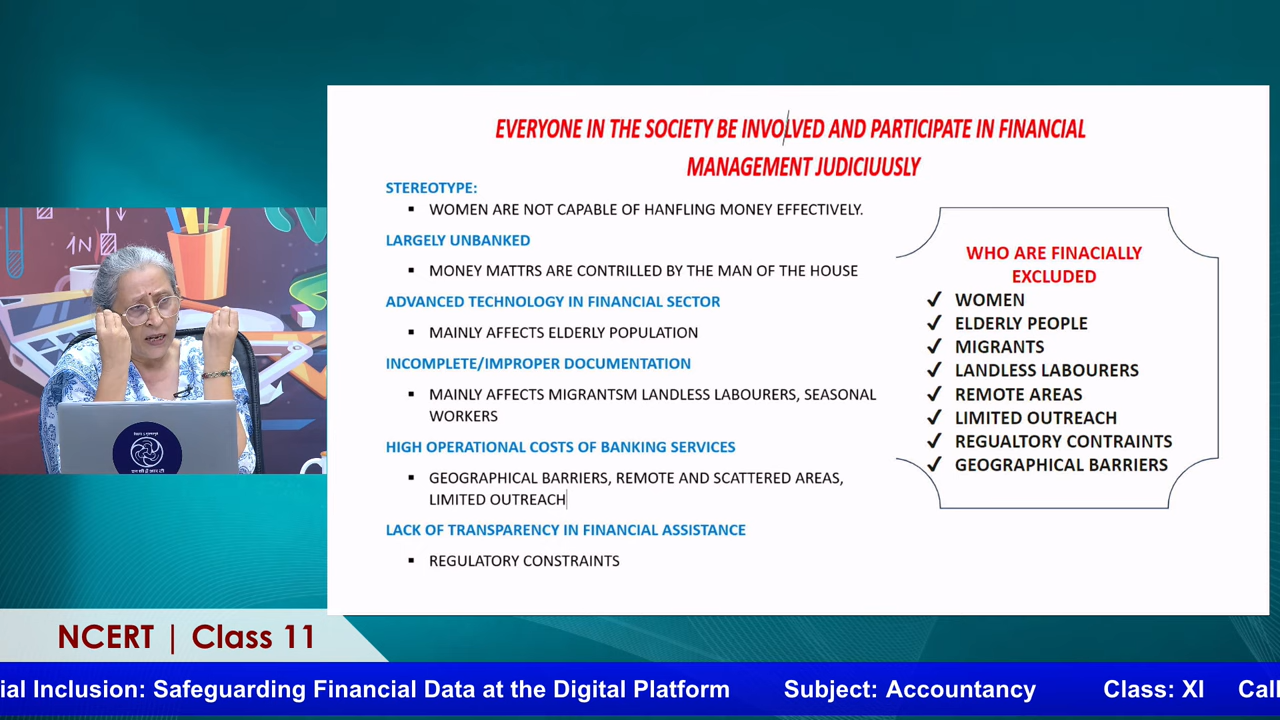 EVERYONE IN THE SOCIETY BE INVOLVED AND PARTICIPATE IN FINANCIAL
MANAGEMENT JUDICIUUSLY
STEREOTYPE:
▪ WOMEN ARE NOT CAPABLE OF HANFLING MONEY EFFECTIVELY.
LARGELY UNBANKED
▪ MONEY MATTRS ARE CONTRILLED BY THE MAN OF THE HOUSE
ADVANCED TECHNOLOGY IN FINANCIAL SECTOR
▪ MAINLY AFFECTS ELDERLY POPULATION
INCOMPLETE/IMPROPER DOCUMENTATION
▪ MAINLY AFFECTS MIGRANTSM LANDLESS LABOURERS, SEASONAL
WORKERS
HIGH OPERATIONAL COSTS OF BANKING SERVICES
▪ GEOGRAPHICAL BARRIERS, REMOTE AND SCATTERED AREAS,
LIMITED OUTREACH
LACK OF TRANSPARENCY IN FINANCIAL ASSISTANCE
▪ REGULATORY CONSTRAINTS
WHO ARE FINACIALLY
EXCLUDED
✓ WOMEN
✓ ELDERLY PEOPLE
✓ MIGRANTS
✓ LANDLESS LABOURERS
✓ REMOTE AREAS
✓ LIMITED OUTREACH
✓ REGUALTORY CONTRAINTS
✓ GEOGRAPHICAL BARRIERS
NCERT | Class 11
ial Inclusion: Safeguarding Financial Data at the Digital Platform Subject: Accountancy Class: XI Call